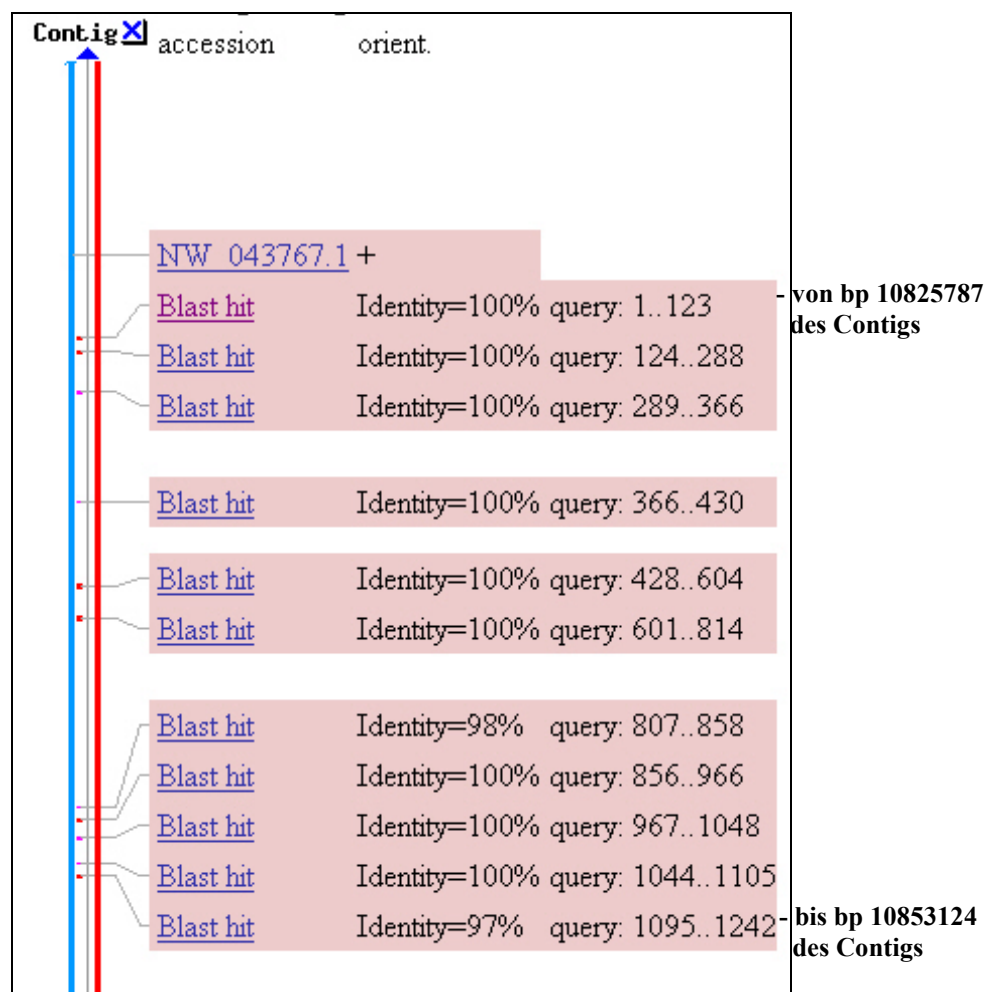 Contig
accession orient.
NW_043767.1 +
Blast hit Identity=100% query: 1..123
- von bp 10825787
des Contigs
Blast hit Identity=100% query: 124..288
Blast hit Identity=100% query: 289..366
Blast hit Identity=100% query: 366..430
Blast hit Identity=100% query: 428..604
Blast hit Identity=100% query: 601..814
Blast hit Identity=98% query: 807..858
Blast hit Identity=100% query: 856..966
Blast hit Identity=100% query: 967..1048
Blast hit Identity=100% query: 1044..1105
Blast hit Identity=97% query: 1095..1242
- bis bp 10853124
des Contigs